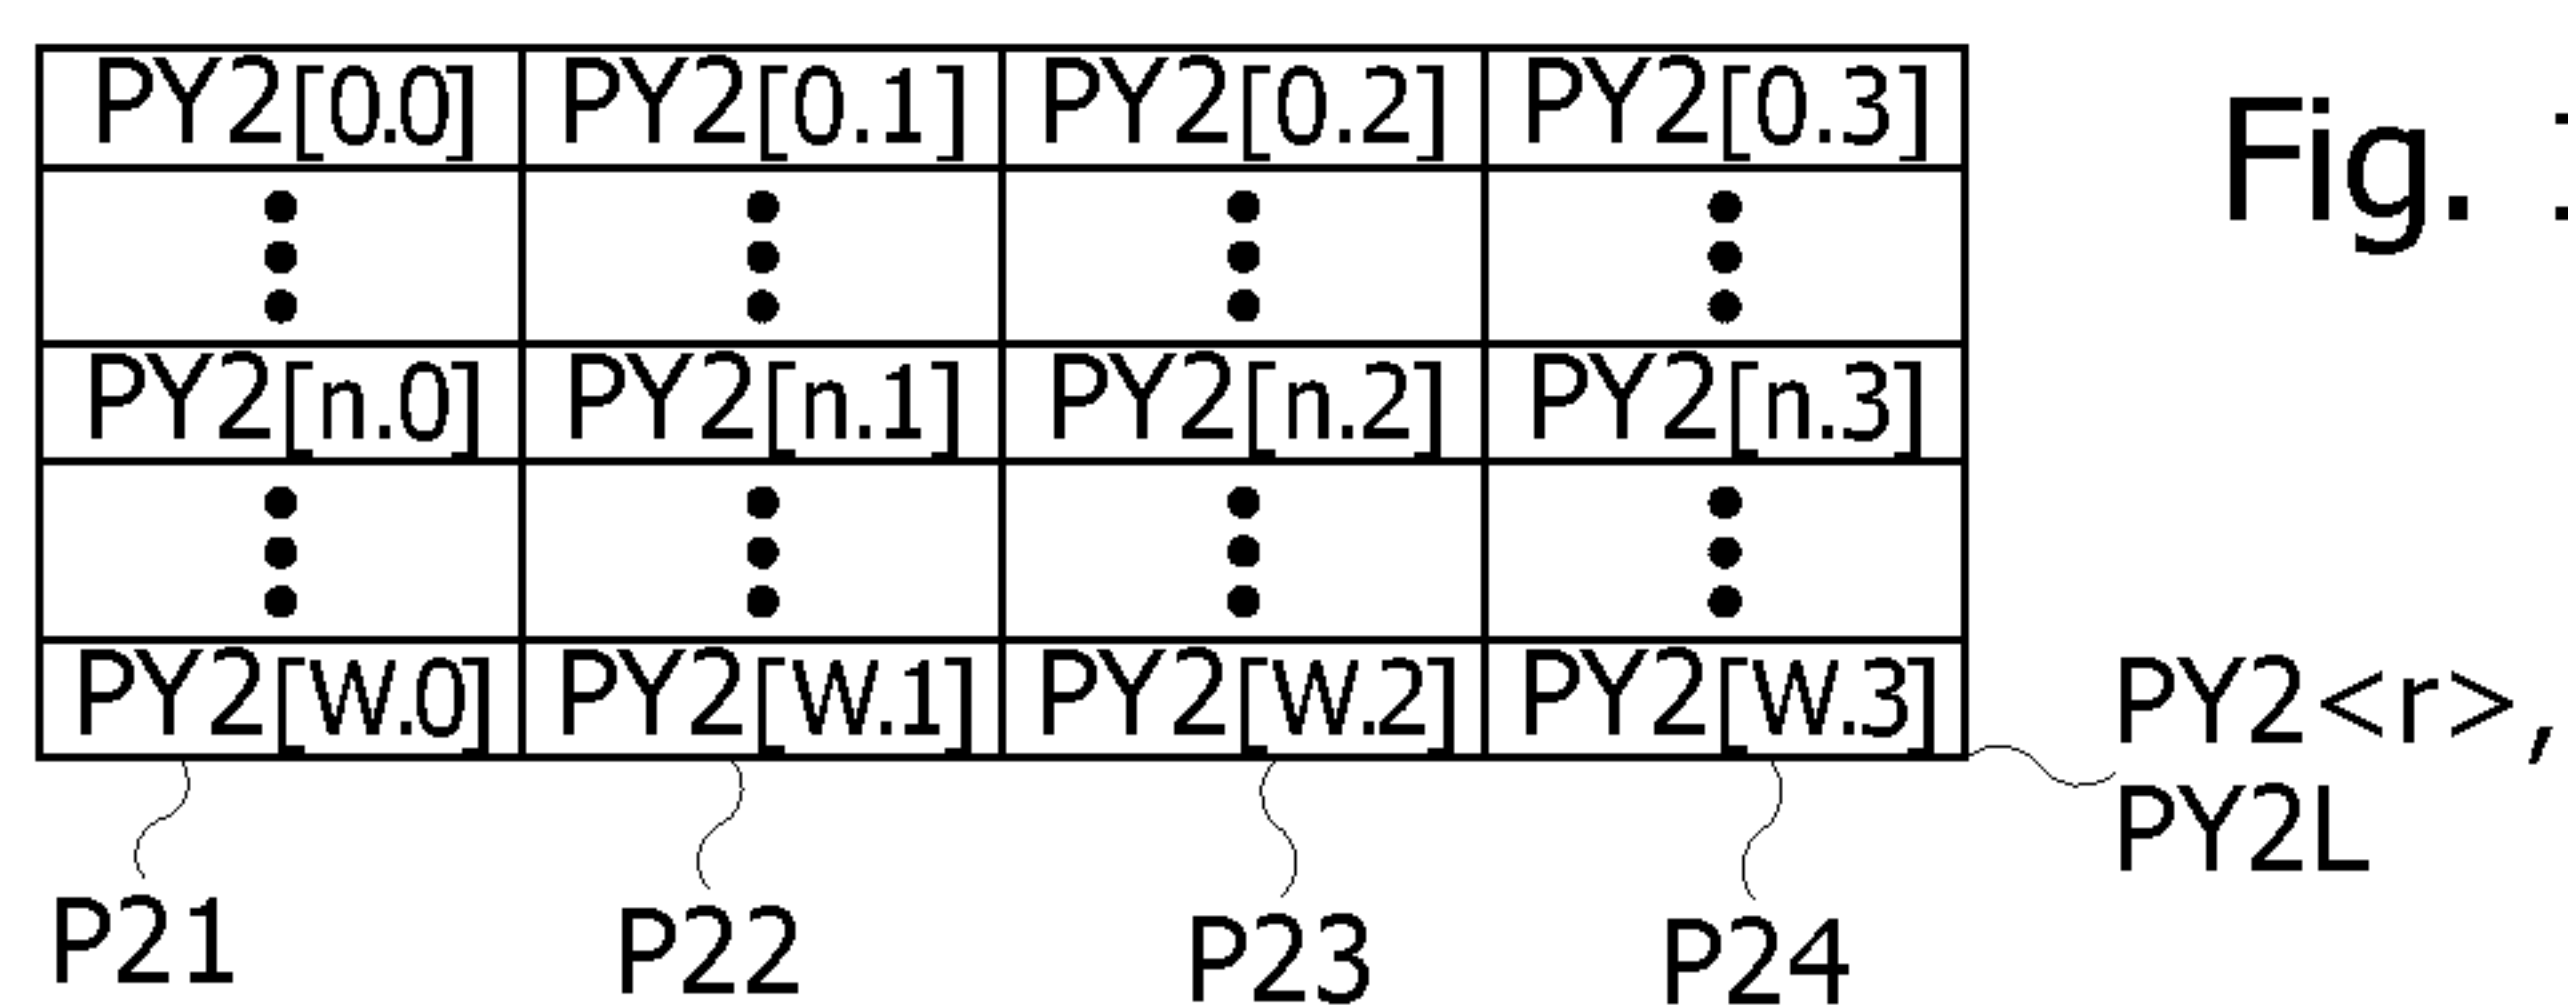 PY2[0.0] PY2[0.1] PY2[0.2] PY2[0.3]
Fig.
PY2[n.0] PY2[n.1] PY2[n.2] PY2[n.3]
PY2[W.0] PY2[W.1] PY2[W.2] PY2[W.3]
PY2<r>,
PY2L
P21 P22 P23 P24